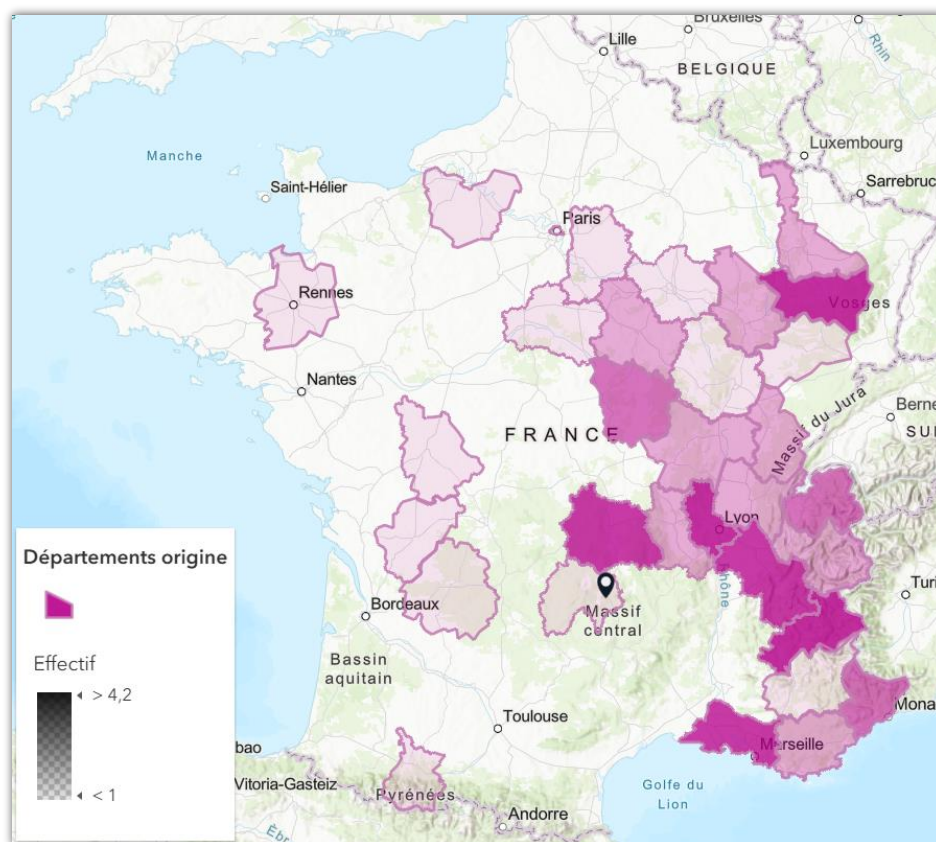 Bruxelles
Lille
Rhin
BELGIQUE
Manche
Luxembourg
Saint-Hélier
Sarrebruc
Paris
Rennes
Vosges
Nantes
Massif du Jura
Berne
FRANCE
SU
Lyon
Départements origine
Rhône
Turi
Massif
central
Bordeaux
Effectif
> 4,2
Bassin
aquitain
Mona
Toulouse
Marseille
bao
Golfe du
Lion
Vitoria-Gasteiz
Pyrénées
< 1
Andorre
Èb